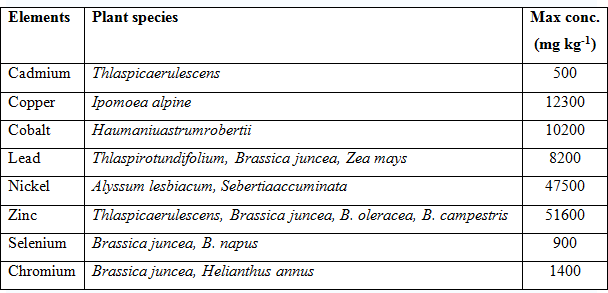 Elements Plant species Max conc.
(mg kg-1)
Cadmium Thlaspicaerulescens 500
Copper Ipomoea alpine 12300
Cobalt Haumaniustrumrobertii 10200
Lead Thlaspirotundifolium, Brassica juncea, Zea mays 8200
Nickel Alyssum lesbiacum, Sebertiaaccuminata 47500
Zinc Thlaspicaerulescens, Brassica juncea, B. oleracea, B. campestris 51600
Selenium Brassica juncea, B. napus 900
Chromium Brassica juncea, Helianthus annus 1400